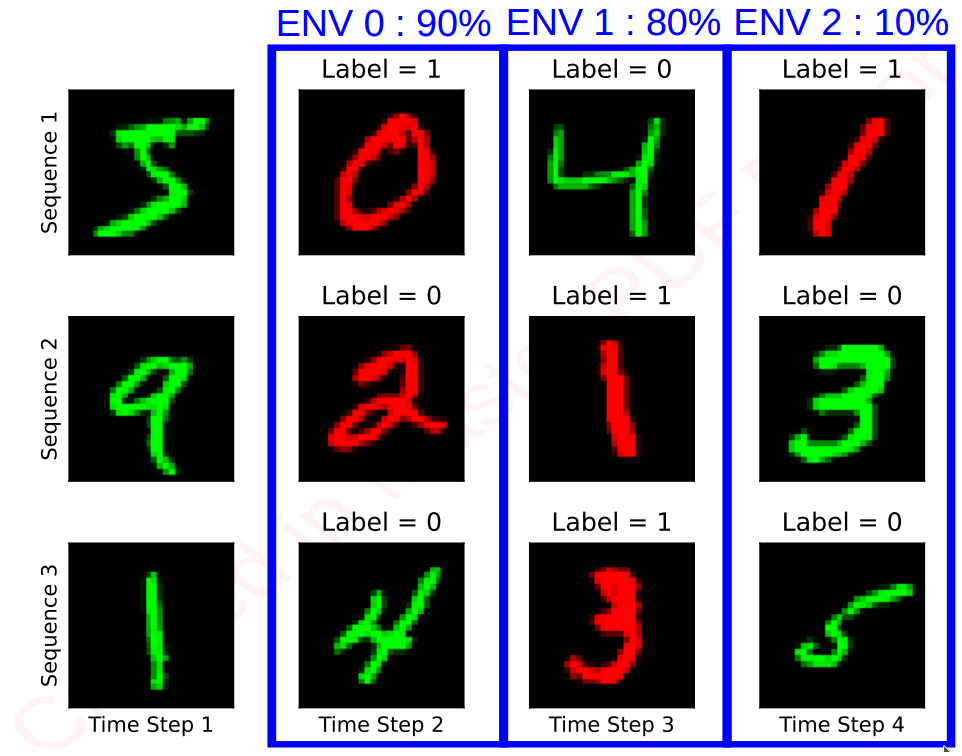 ENV 0 : 90% ENV 1 : 80% ENV 2 : 10%
Label = 1 Label = 0 Label = 1
Sequence 1
5 0 4 1
Label = 0 Label = 1 Label = 0
Sequence 2
9 2 1 3
Label = 0 Label = 1 Label = 0
Sequence 3
1 4 3 5
Time Step 1 Time Step 2 Time Step 3 Time Step 4